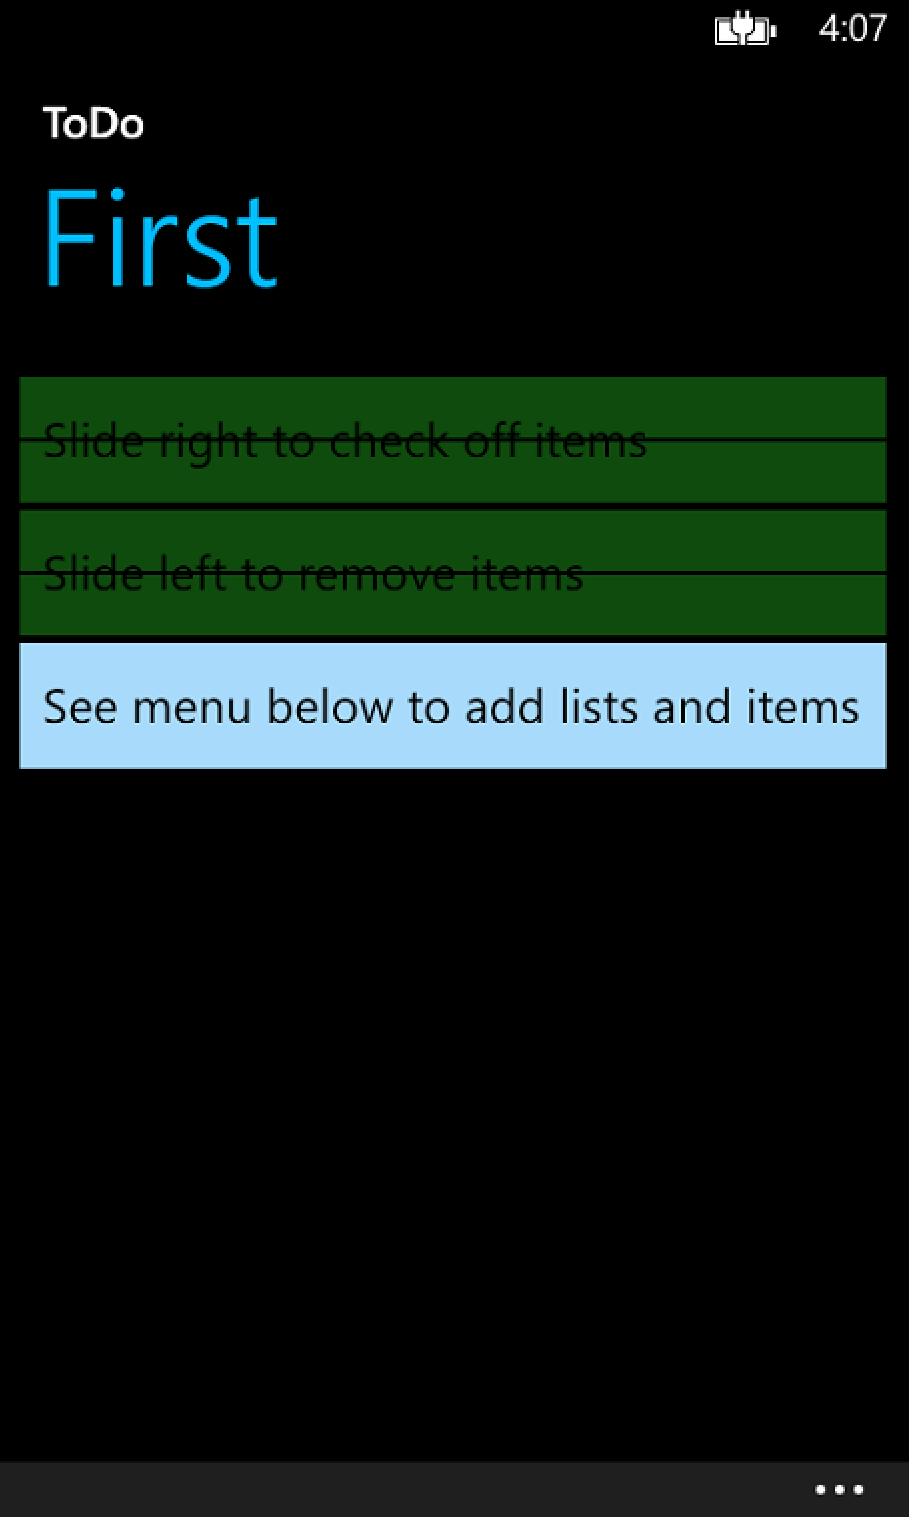 4:07
ToDo
First
Slide right to check off items
Slide left to remove items
See menu below to add lists and items